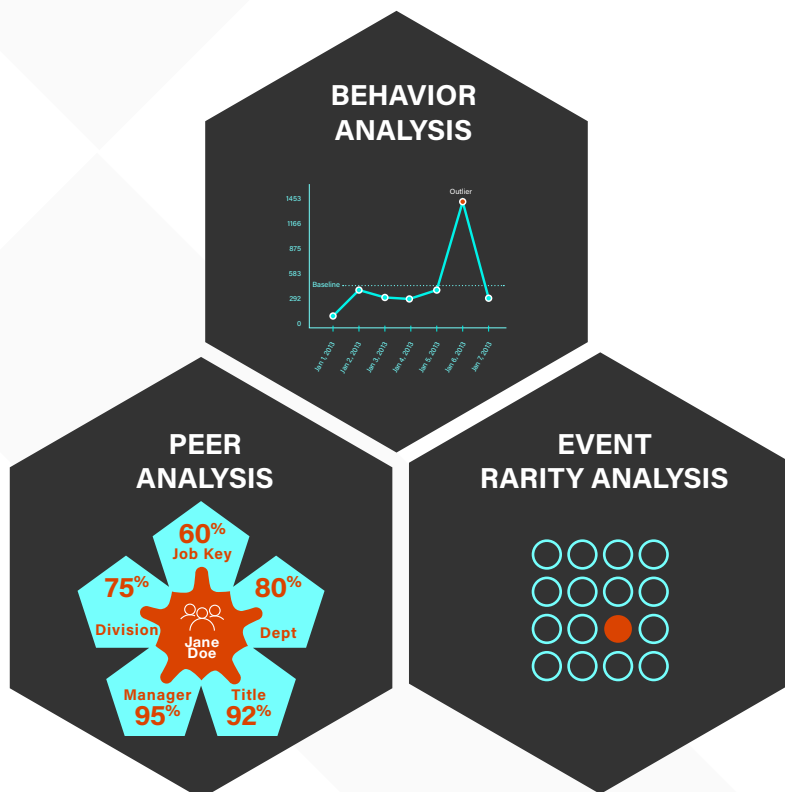 BEHAVIOR
ANALYSIS
Outlier
1453
1166
875
583
Baseline
292
0
Jan 1, 2013
Jan 2, 2013
Jan 3, 2013
Jan 4, 2013
Jan 5, 2013
Jan 6, 2013
Jan 7, 2013
PEER
ANALYSIS
60%
Job Key
75%
Division
80%
Dept
Jane
Doe
Manager
95%
Title
92%
EVENT
RARITY ANALYSIS